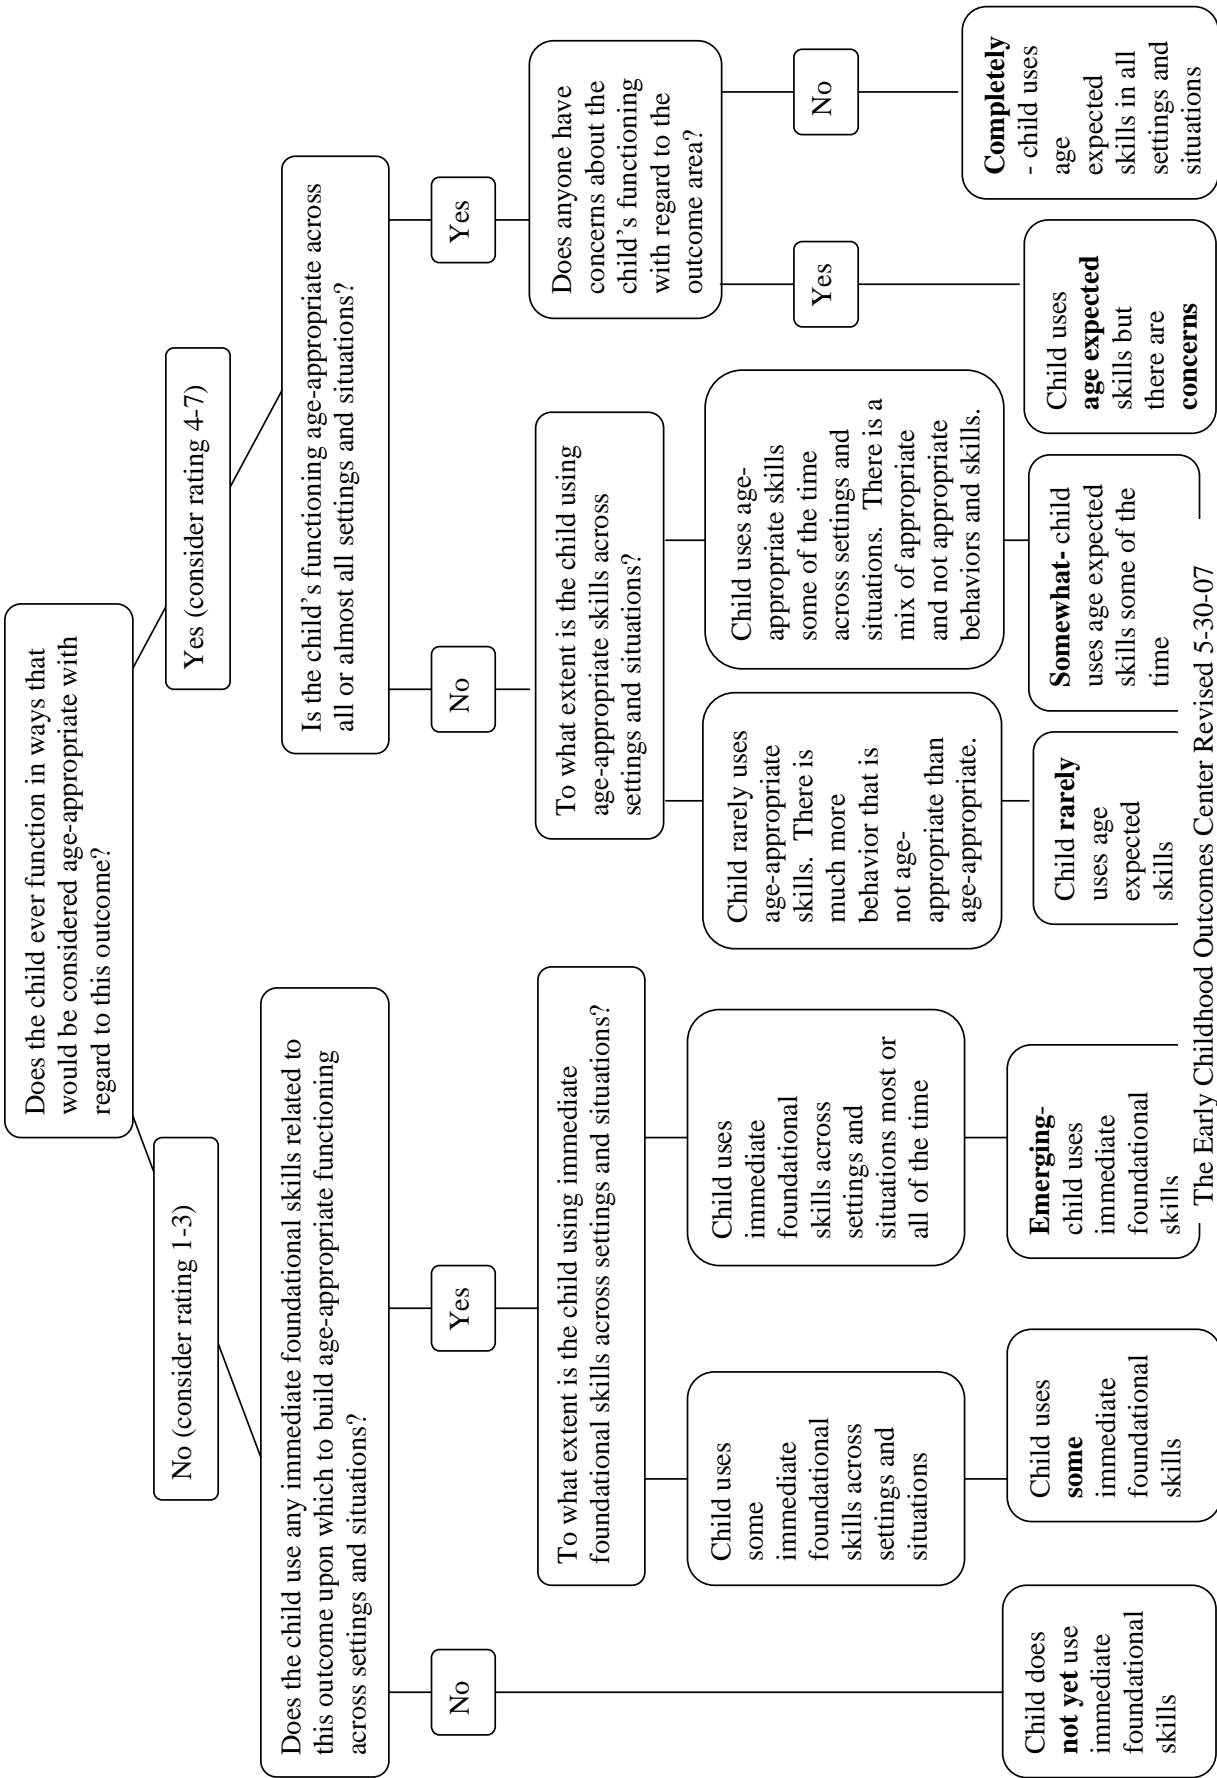 Does the child ever function in ways that
would be considered age-appropriate with
regard to this outcome?
No (consider rating 1-3)
Yes (consider rating 4-7)
Does the child use any immediate foundational skills related to
this outcome upon which to build age-appropriate functioning
across settings and situations?
Is the child's functioning age-appropriate across
all or almost all settings and situations?
No
Yes
No
Yes
To what extent is the child using immediate
foundational skills across settings and situations?
To what extent is the child using
age-appropriate skills across
settings and situations?
Does anyone have
concerns about the
child's functioning
with regard to the
outcome area?
Child uses
some
immediate
foundational
skills across
settings and
situations
Child uses
immediate
foundational
skills across
settings and
situations most or
all of the time
Child rarely uses
age-appropriate
skills. There is
much more
behavior that is
not age-
appropriate than
age-appropriate.
Child uses age-
appropriate skills
some of the time
across settings and
situations. There is a
mix of appropriate
and not appropriate
behaviors and skills.
Yes
No
Child does
not yet use
immediate
foundational
skills
Child uses
some
immediate
foundational
skills
Emerging-
child uses
immediate
foundational
skills
Child rarely
uses age
expected
skills
Somewhat- child
uses age expected
skills some of the
time
Child uses
age expected
skills but
there are
concerns
Completely
- child uses
age
expected
skills in all
settings and
situations
The Early Childhood Outcomes Center Revised 5-30-07